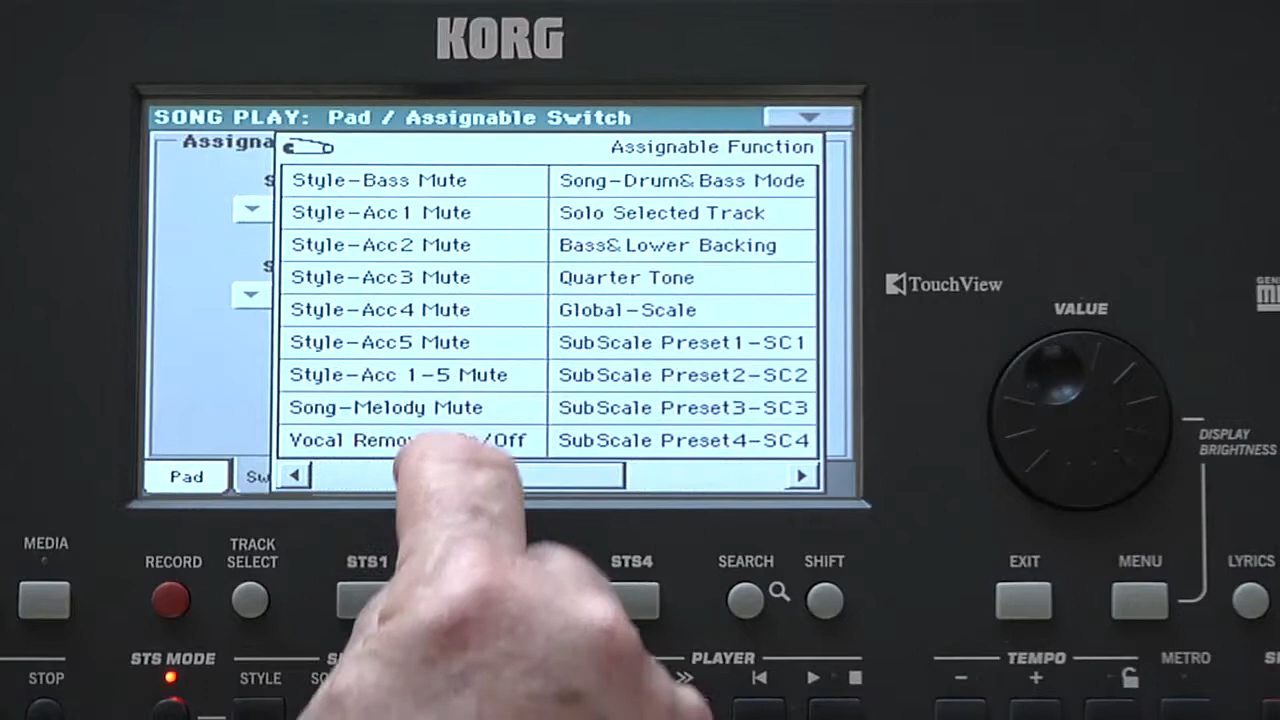 KORG
SONG PLAY: Pad / Assignable Switch
Assigna
Assignable Function
Style-Bass Mute
Song-Drum&Bass Mode
Style-Acc1 Mute
Solo Selected Track
Style-Acc2 Mute
Bass&Lower Backing
Style-Acc3 Mute
Quarter Tone
Style-Acc4 Mute
Global-Scale
Style-Acc5 Mute
SubScale Preset1-SC1
Style-Acc 1-5 Mute
SubScale Preset2-SC2
Song-Melody Mute
SubScale Preset3-SC3
Vocal Remov /Off
SubScale Preset4-SC4
Pad
Sw
TouchView
VALUE
DISPLAY
BRIGHTNESS
MEDIA
RECORD
TRACK
SELECT
STS1
STS4
SEARCH
SHIFT
EXIT
MENU
LYRICS
STOP
STS MODE
STYLE
PLAYER
TEMPO
METRO